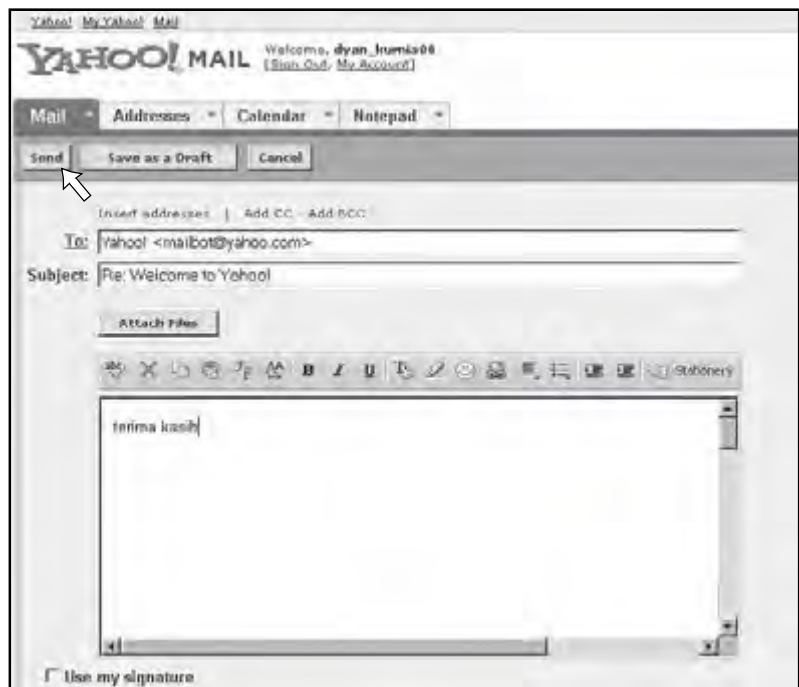 Yahoo! My Yahoo! Mail
YAHOO! MAIL Welcome, dyan_kurnia06
[Sign Out, My Account]
Mail Addresses Calendar Notepad
Send Save as a Draft Cancel
Insert addresses | Add CC - Add BCC
To: Yahoo! <mailbot@yahoo.com>
Subject: Re: Welcome to Yahoo!
Attach Files
B I U Stationery
terima kasih
Use my signature